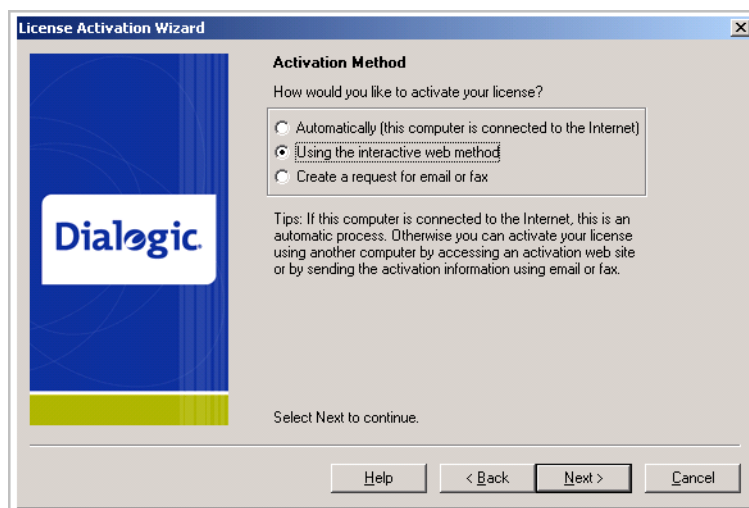 License Activation Wizard
Activation Method
How would you like to activate your license?
Automatically (this computer is connected to the Internet)
Using the interactive web method
Create a request for email or fax
Dialogic.
Tips: If this computer is connected to the Internet, this is an
automatic process. Otherwise you can activate your license
using another computer by accessing an activation web site
or by sending the activation information using email or fax.
Select Next to continue.
Help
< Back
Next >
Cancel